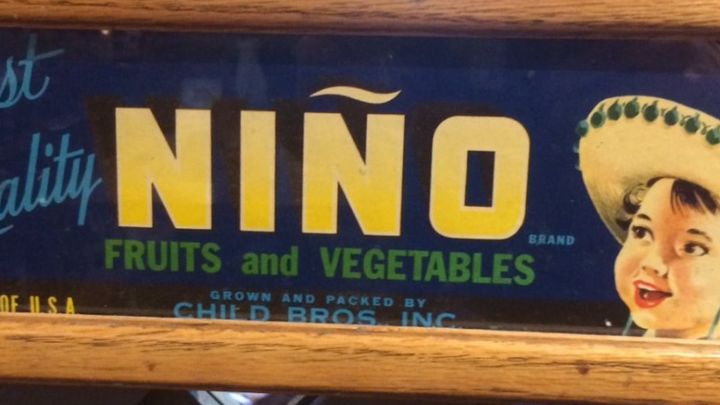 st
ality
NIÑO
BRAND
FRUITS and VEGETABLES
GROWN AND PACKED BY
CHILD BROS. INC.
OF U.S.A